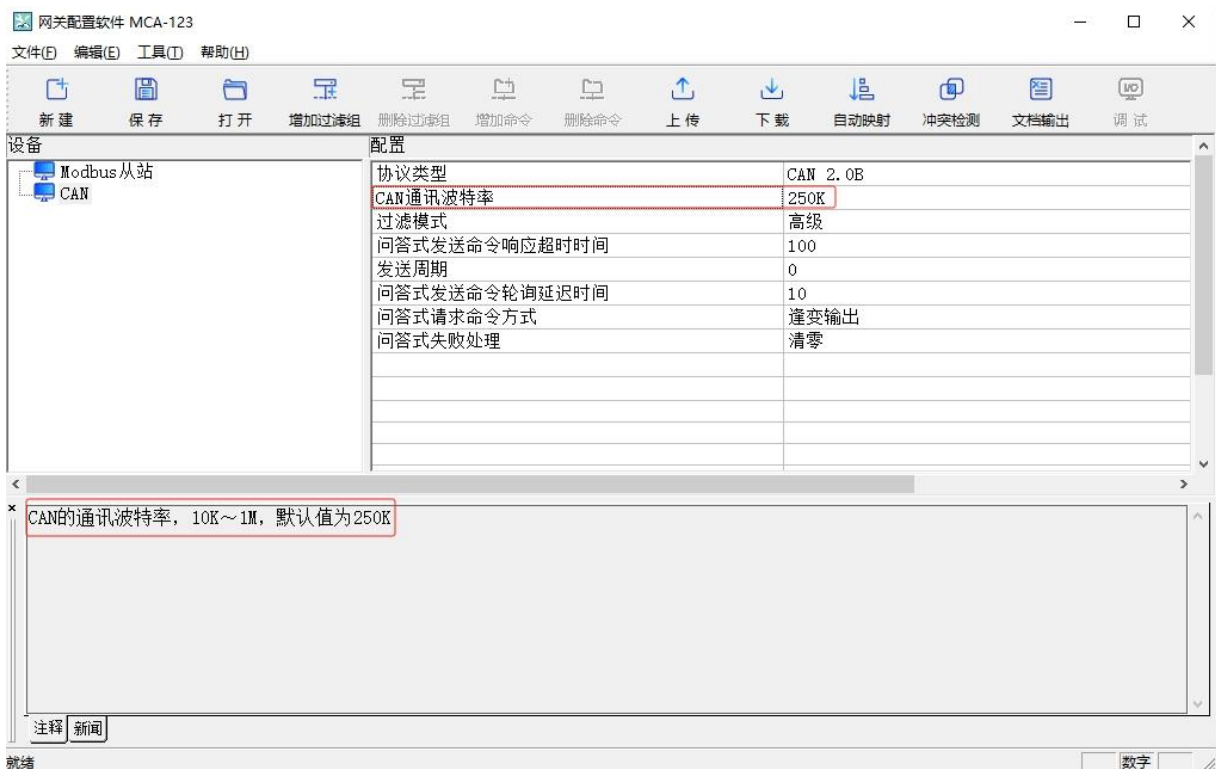 网关配置软件 MCA-123
文件(F) 编辑(E) 工具(T) 帮助(H)
新建 保存 打开 增加过滤组 删除过滤组 增加命令 删除命令 上传 下载 自动映射 冲突检测 文档输出 调试
设备
Modbus从站
CAN
配置
协议类型 CAN 2.0B
CAN通讯波特率 250K
过滤模式 高级
问答式发送命令响应超时时间 100
发送周期 0
问答式发送命令轮询延迟时间 10
问答式请求命令方式 逢变输出
问答式失败处理 清零
CAN的通讯波特率，10K～1M，默认值为250K
注释 新闻
就绪 数字